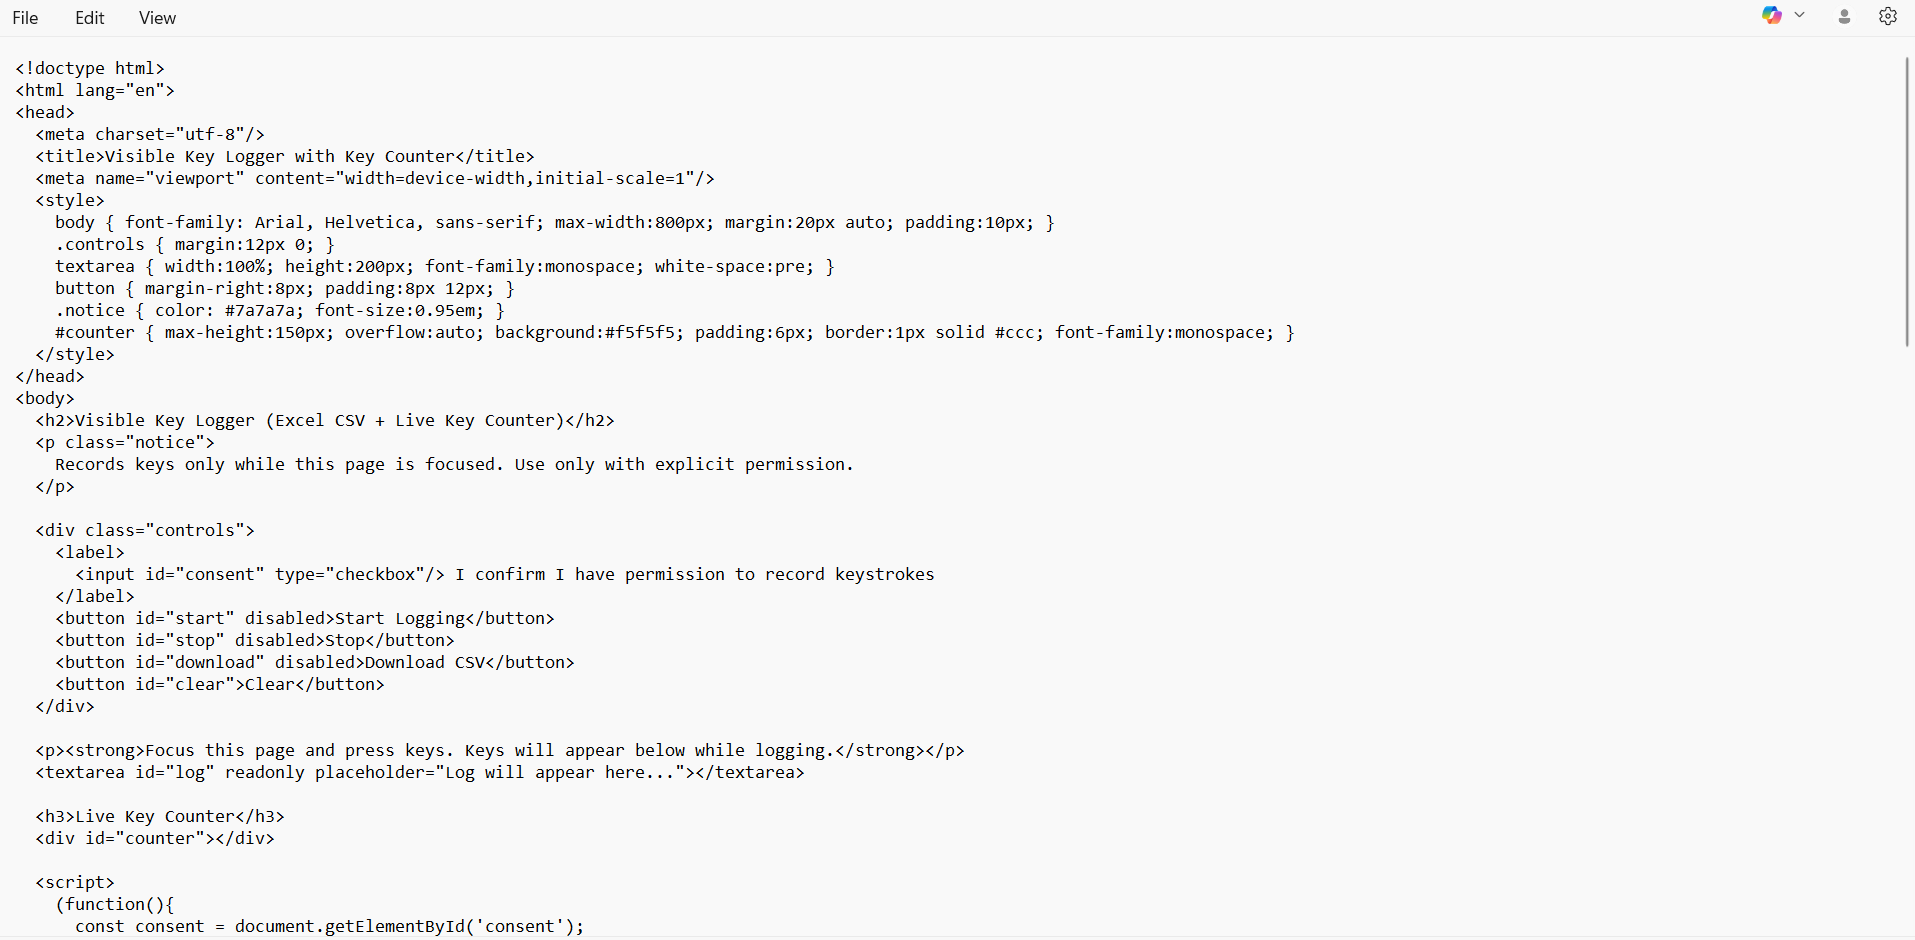 File Edit View
<!doctype html>
<html lang="en">
<head>
  <meta charset="utf-8"/>
  <title>Visible Key Logger with Key Counter</title>
  <meta name="viewport" content="width=device-width,initial-scale=1"/>
  <style>
    body { font-family: Arial, Helvetica, sans-serif; max-width:800px; margin:20px auto; padding:10px; }
    .controls { margin:12px 0; }
    textarea { width:100%; height:200px; font-family:monospace; white-space:pre; }
    button { margin-right:8px; padding:8px 12px; }
    .notice { color: #7a7a7a; font-size:0.95em; }
    #counter { max-height:150px; overflow:auto; background:#f5f5f5; padding:6px; border:1px solid #ccc; font-family:monospace; }
  </style>
</head>
<body>
  <h2>Visible Key Logger (Excel CSV + Live Key Counter)</h2>
  <p class="notice">
    Records keys only while this page is focused. Use only with explicit permission.
  </p>

  <div class="controls">
    <label>
      <input id="consent" type="checkbox"/> I confirm I have permission to record keystrokes
    </label>
    <button id="start" disabled>Start Logging</button>
    <button id="stop" disabled>Stop</button>
    <button id="download" disabled>Download CSV</button>
    <button id="clear">Clear</button>
  </div>

  <p><strong>Focus this page and press keys. Keys will appear below while logging.</strong></p>
  <textarea id="log" readonly placeholder="Log will appear here..."></textarea>

  <h3>Live Key Counter</h3>
  <div id="counter"></div>

  <script>
    (function(){
      const consent = document.getElementById('consent');